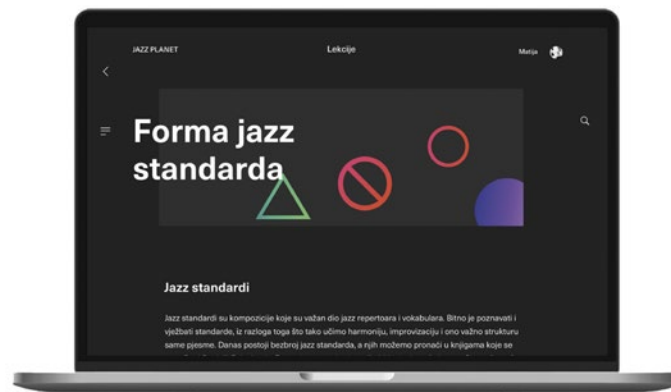 JAZZ PLANET
Lekcije
Matija
Forma jazz
standarda
Jazz standardi
Jazz standardi su kompozicije koje su važan dio jazz repertoara i vokabulara. Bitno je poznavati i
vježbati standarde, iz razloga toga što tako učimo harmoniju, improvizaciju i ono važno strukturu
same pjesme. Danas postoji bezbroj jazz standarda, a njih možemo pronaći u knjigama koje se